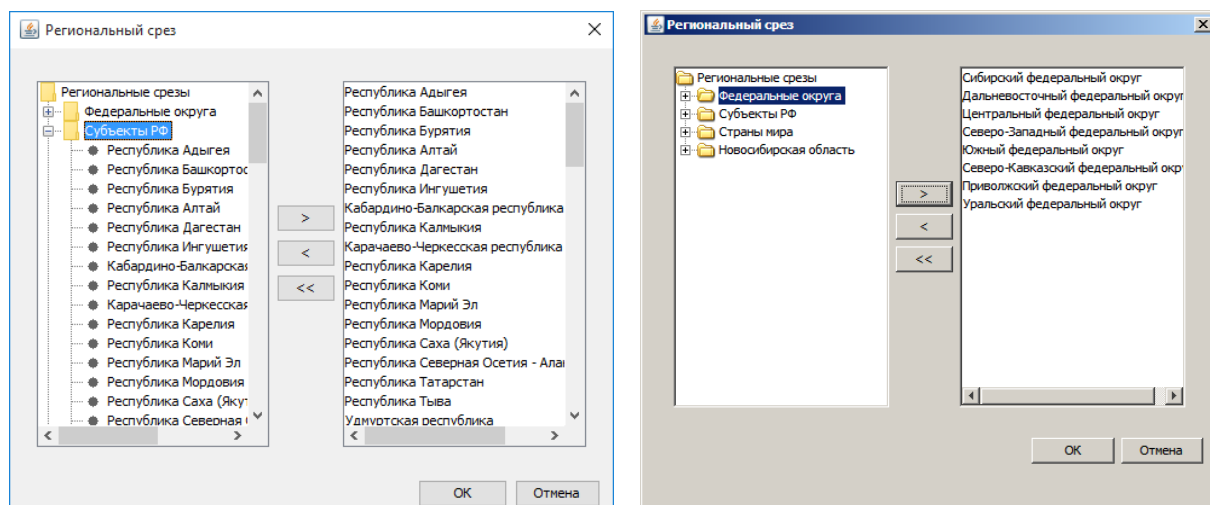 Региональный срез
Региональные срезы
Федеральные округа
Субъекты РФ
Республика Адыгея
Республика Башкортос
Республика Бурятия
Республика Алтай
Республика Дагестан
Республика Ингушетия
Кабардино-Балкарская
Республика Калмыкия
Карачаево-Черкесская
Республика Карелия
Республика Коми
Республика Марий Эл
Республика Мордовия
Республика Саха (Яку
Республика Северная
>
<
<<
Республика Адыгея
Республика Башкортостан
Республика Бурятия
Республика Алтай
Республика Дагестан
Республика Ингушетия
Кабардино-Балкарская республика
Республика Калмыкия
Карачаево-Черкесская республика
Республика Карелия
Республика Коми
Республика Марий Эл
Республика Мордовия
Республика Саха (Якутия)
Республика Северная Осетия - Ала
Республика Татарстан
Республика Тыва
Удмуртская республика
ОК Отмена
Региональный срез
Региональные срезы
Федеральные округа
Субъекты РФ
Страны мира
Новосибирская область
>
<
<<
Сибирский федеральный округ
Дальневосточный федеральный округ
Центральный федеральный округ
Северо-Западный федеральный округ
Южный федеральный округ
Северо-Кавказский федеральный окр
Приволжский федеральный округ
Уральский федеральный округ
ОК Отмена